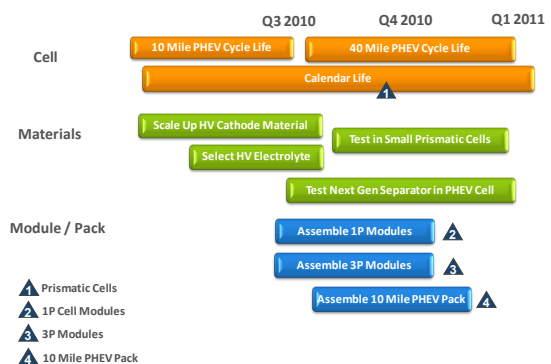 Q3 2010 Q4 2010 Q1 2011
10 Mile PHEV Cycle Life 40 Mile PHEV Cycle Life
Cell
Calendar Life
1
Scale Up HV Cathode Material
Materials
Test in Small Prismatic Cells
Select HV Electrolyte
Test Next Gen Separator in PHEV Cell
Module / Pack Assemble 1P Modules 2
Assemble 3P Modules 3
1 Prismatic Cells
Assemble 10 Mile PHEV Pack 4
2 1P Cell Modules
3 3P Modules
4 10 Mile PHEV Pack